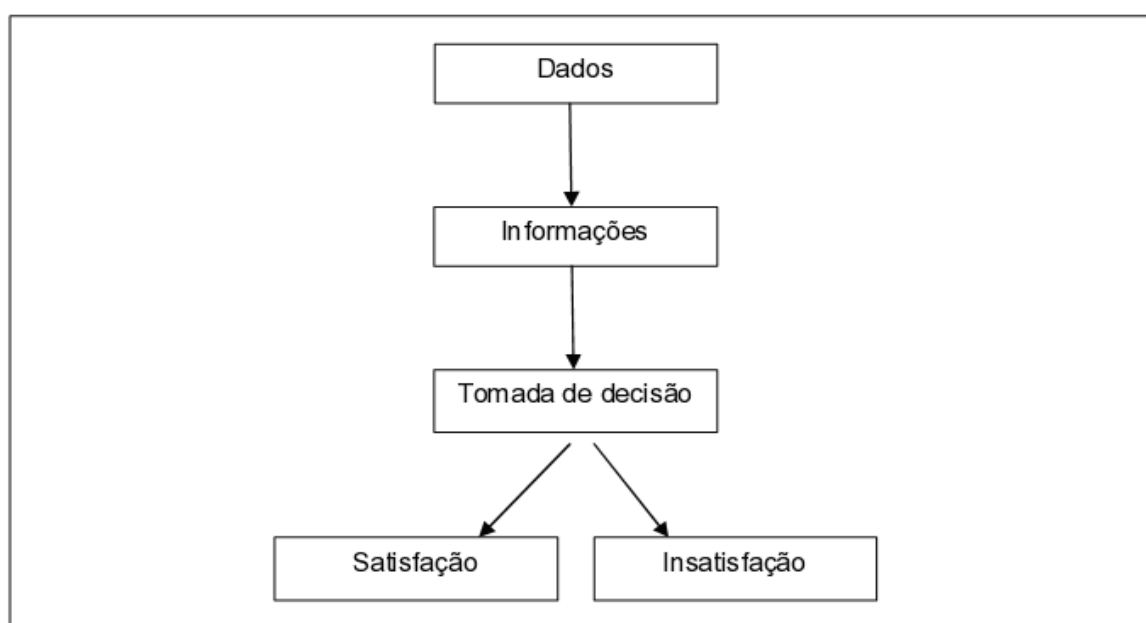 Dados
Informações
Tomada de decisão
Satisfação
Insatisfação